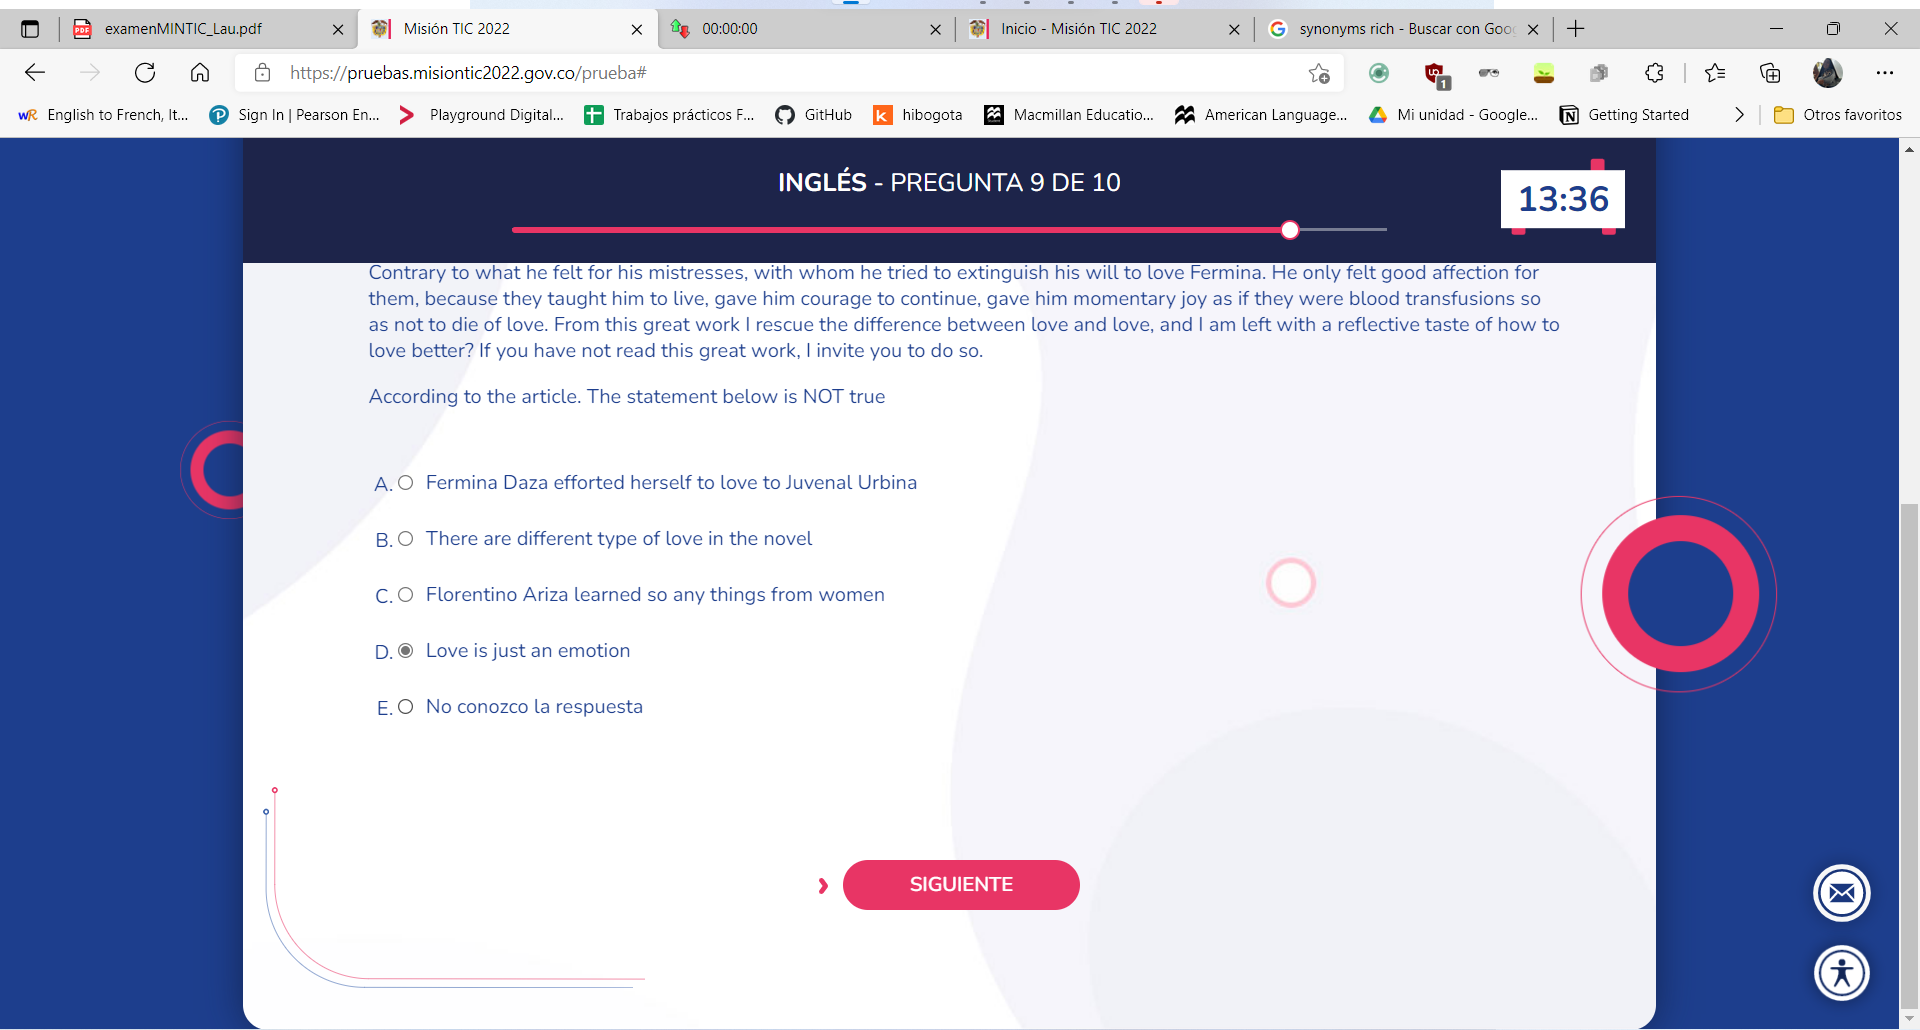 examenMINTIC_Lau.pdf
Misión TIC 2022
00:00:00
Inicio - Misión TIC 2022
synonyms rich - Buscar con Goo
https://pruebas.misiontic2022.gov.co/prueba#
1
English to French, It...
Sign In | Pearson En...
Playground Digital...
Trabajos prácticos F...
GitHub
hibogota
Macmillan Educatio...
American Language...
Mi unidad - Google...
Getting Started
Otros favoritos
INGLÉS - PREGUNTA 9 DE 10
13:36
Contrary to what he felt for his mistresses, with whom he tried to extinguish his will to love Fermina. He only felt good affection for
them, because they taught him to live, gave him courage to continue, gave him momentary joy as if they were blood transfusions so
as not to die of love. From this great work I rescue the difference between love and love, and I am left with a reflective taste of how to
love better? If you have not read this great work, I invite you to do so.
According to the article. The statement below is NOT true
A. Fermina Daza efforted herself to love to Juvenal Urbina
B. There are different type of love in the novel
C. Florentino Ariza learned so any things from women
D. Love is just an emotion
E. No conozco la respuesta
SIGUIENTE